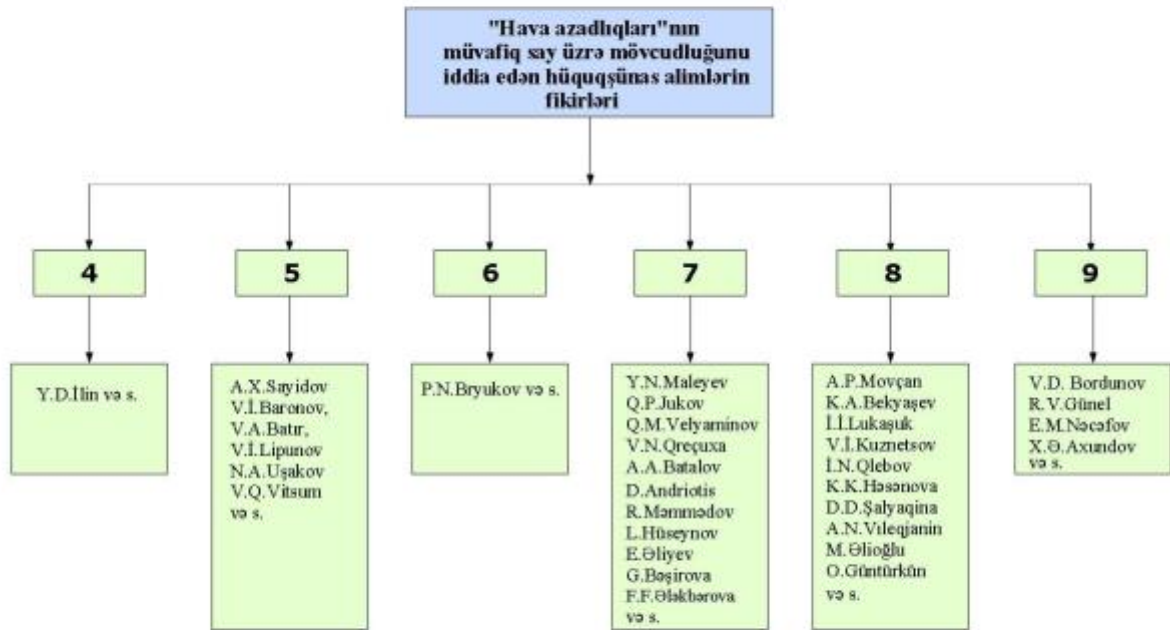 "Hava azadlıqları"nın
müvafiq say üzrə mövcudluğunu
iddia edən hüquqşünas alimlərin
fikirləri
4
5
6
7
8
9
Y.D.İlin və s.
A.X.Sayidov
V.İ.Baronov,
V.A.Batır,
V.İ.Lipunov
N.A.Uşakov
V.Q.Vitsum
və s.
P.N.Bryukov və s.
Y.N.Maleyev
Q.P.Jukov
Q.M.Velyaminov
V.N.Qreçuxa
A.A.Batalov
D.Andriotis
R.Məmmədov
L.Hüseynov
E.Əliyev
G.Bəşirova
F.F.Ələkbərova
və s.
A.P.Movçan
K.A.Bekyaşev
İ.İ.Lukaşuk
V.İ.Kuznetsov
İ.N.Qlebov
K.K.Həsənova
D.D.Şalyaqina
A.N.Vıleqjanin
M.Əlioğlu
O.Güntürkün
və s.
V.D. Bordunov
R.V.Günel
E.M.Nəcəfov
X.Ə.Axundov
və s.